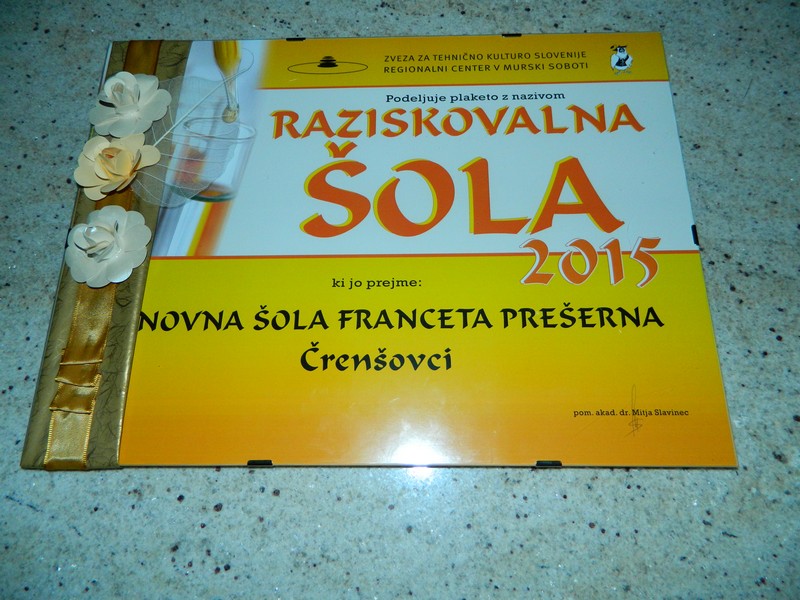 ZVEZA ZA TEHNIČNO KULTURO SLOVENIJE
REGIONALNI CENTER V MURSKI SOBOTI
Podeljuje plaketo z nazivom
RAZISKOVALNA
ŠOLA
2015
ki jo prejme:
NOVNA ŠOLA FRANCETA PREŠERNA
Črenšovci
pom. akad. dr. Mitja Slavinec